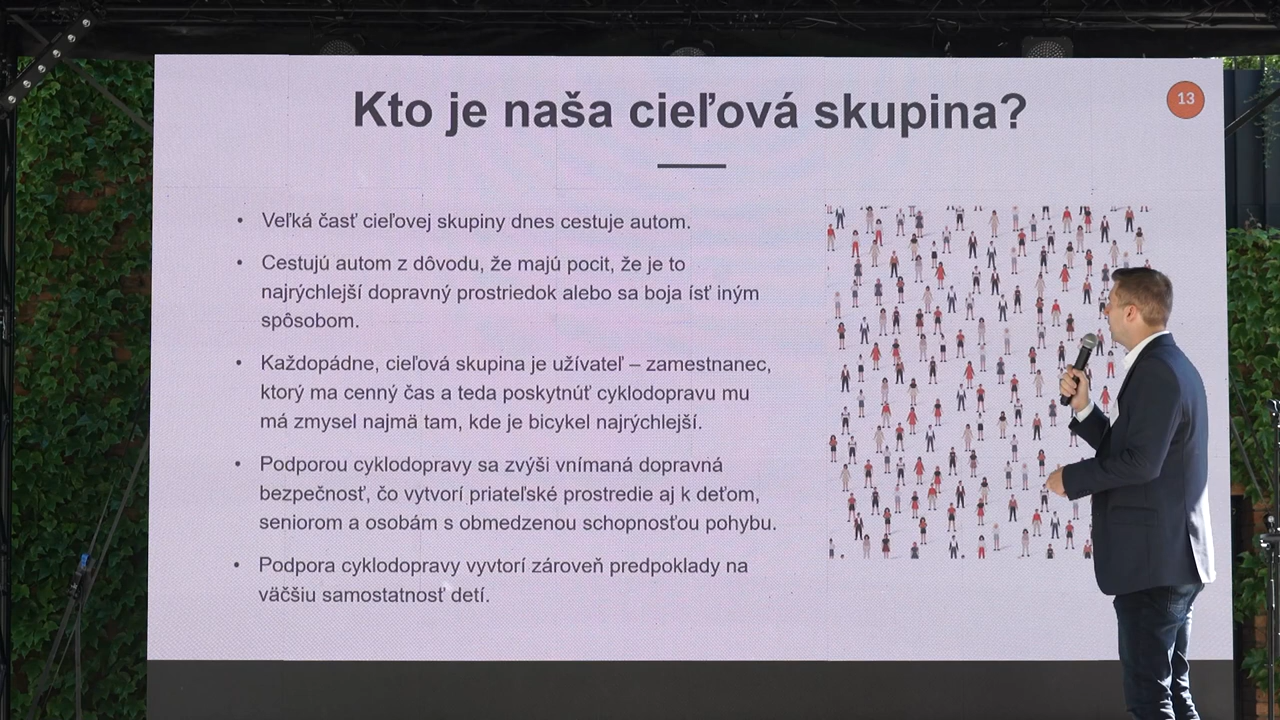 Kto je naša cieľová skupina?
13
• Veľká časť cieľovej skupiny dnes cestuje autom.
• Cestujú autom z dôvodu, že majú pocit, že je to
najrýchlejší dopravný prostriedok alebo sa boja ísť iným
spôsobom.
• Každopádne, cieľová skupina je užívateľ – zamestnanec,
ktorý ma cenný čas a teda poskytnúť cyklodopravu mu
má zmysel najmä tam, kde je bicykel najrýchlejší.
• Podporou cyklodopravy sa zvýši vnímaná dopravná
bezpečnosť, čo vytvorí priateľské prostredie aj k deťom,
seniorom a osobám s obmedzenou schopnosťou pohybu.
• Podpora cyklodopravy vyvtorí zároveň predpoklady na
väčšiu samostatnosť detí.